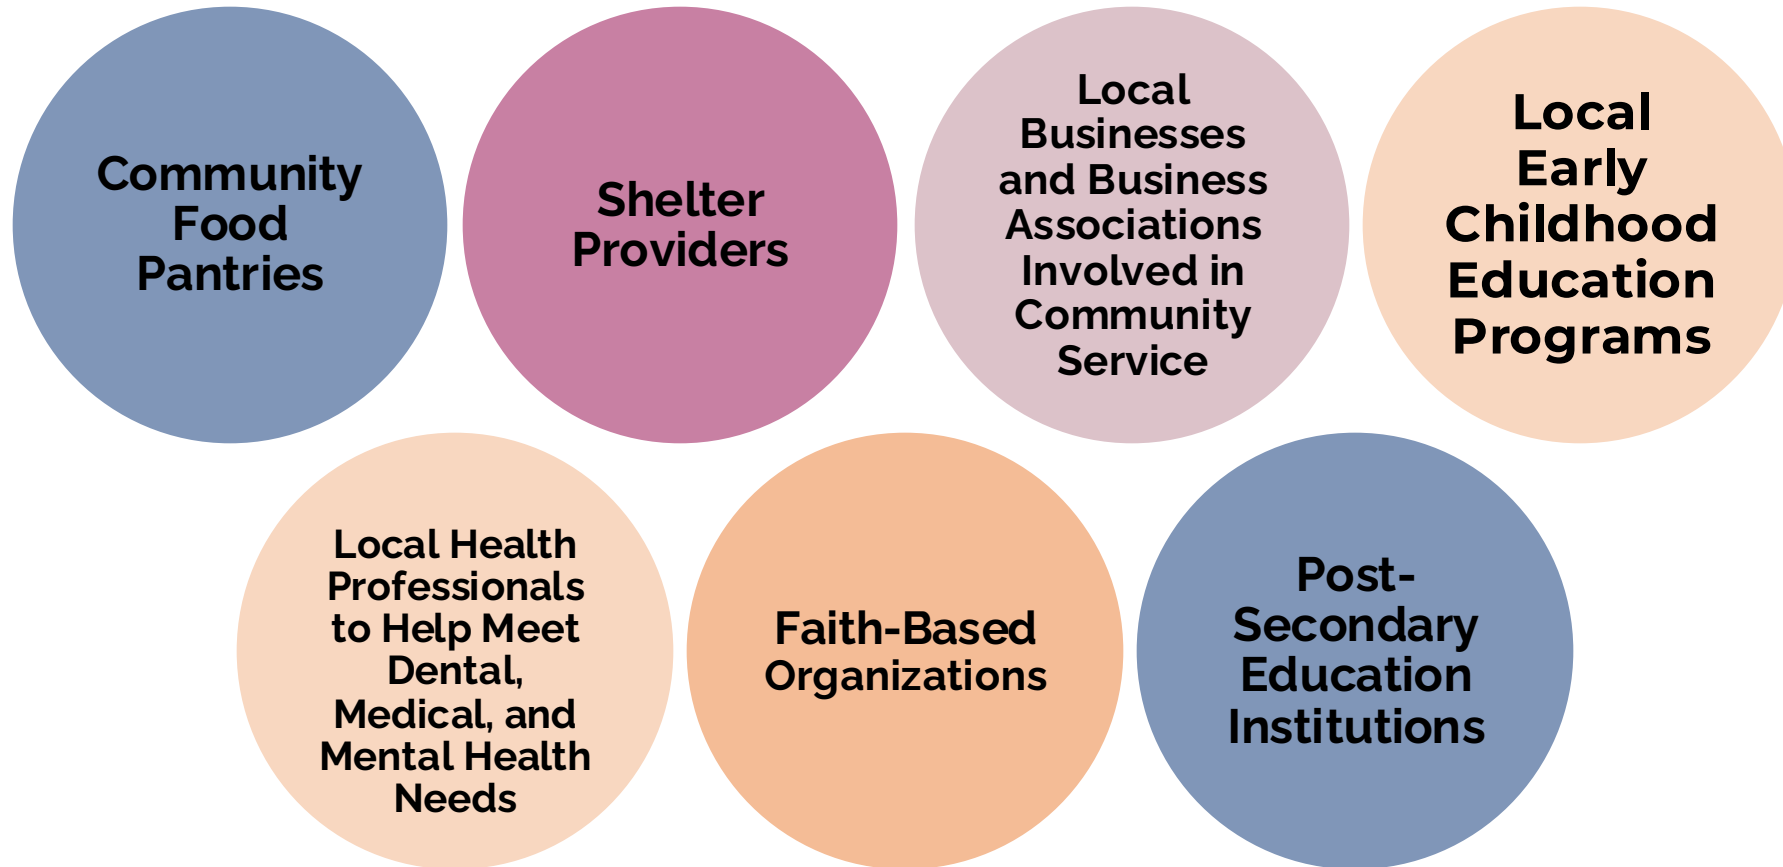 Community
Food
Pantries
Shelter
Providers
Local
Businesses
and Business
Associations
Involved in
Community
Service
Local
Early
Childhood
Education
Programs
Local Health
Professionals
to Help Meet
Dental,
Medical, and
Mental Health
Needs
Faith-Based
Organizations
Post-
Secondary
Education
Institutions